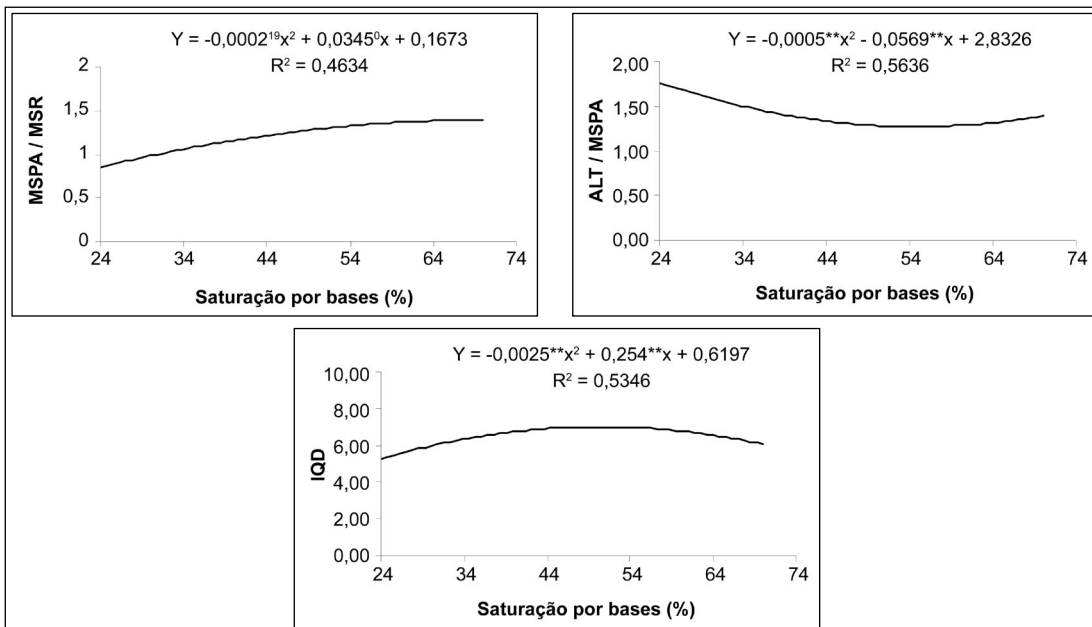 Y = -0,0002¹⁹x² + 0,0345⁰x + 0,1673
R² = 0,4634
2
1,5
1
0,5
0
MSPA / MSR
24 34 44 54 64 74
Saturação por bases (%)
Y = -0,0005**x² - 0,0569**x + 2,8326
R² = 0,5636
2,00
1,50
1,00
0,50
0,00
ALT / MSPA
24 34 44 54 64 74
Saturação por bases (%)
Y = -0,0025**x² + 0,254**x + 0,6197
R² = 0,5346
10,00
8,00
6,00
4,00
2,00
0,00
IQD
24 34 44 54 64 74
Saturação por bases (%)